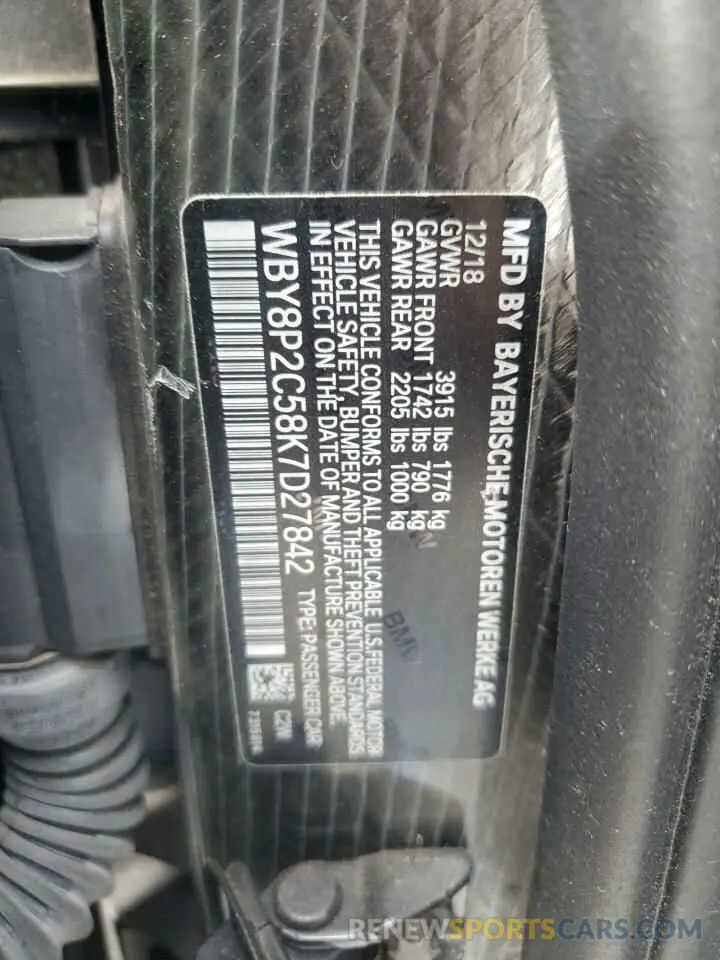 MFD BY BAYERISCHE MOTOREN WERKE AG
12/18
GVWR 3915 lbs 1776 kg
GAWR FRONT 1742 lbs 790 kg
GAWR REAR 2205 lbs 1000 kg
THIS VEHICLE CONFORMS TO ALL APPLICABLE U.S.FEDERAL MOTOR
VEHICLE SAFETY, BUMPER AND THEFT PREVENTION STANDARDS
IN EFFECT ON THE DATE OF MANUFACTURE SHOWN ABOVE.
WBY8P2C58K7D27842 TYPE: PASSENGER CAR
BMW
RENEWSPORTSCARS.COM